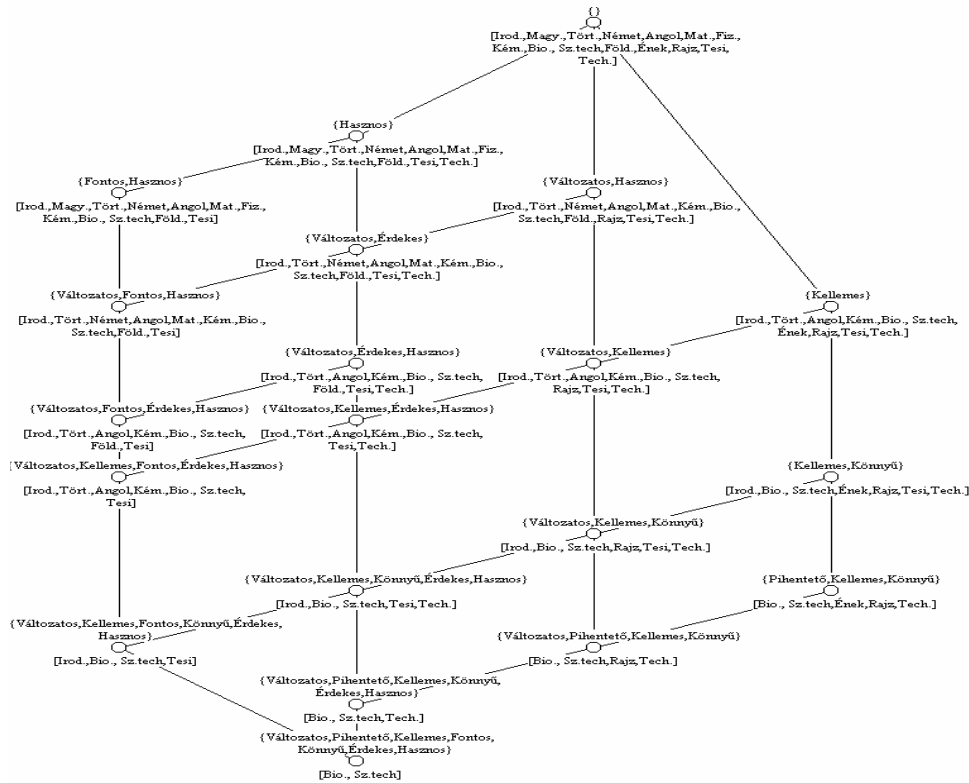 {}
[Irod.,Magy.,Tört.,Német,Angol,Mat.,Fiz.,
Kém.,Bio., Sz.tech,Föld.,Ének,Rajz,Tesi,
Tech.]
{Hasznos}
[Irod.,Magy.,Tört.,Német,Angol,Mat.,Fiz.,
Kém.,Bio., Sz.tech,Föld.,Tesi,Tech.]
{Fontos,Hasznos}
[Irod.,Magy.,Tört.,Német,Angol,Mat.,Fiz.,
Kém.,Bio., Sz.tech,Föld.,Tesi]
{Változatos,Hasznos}
[Irod.,Tört.,Német,Angol,Mat.,Kém.,Bio.,
Sz.tech,Föld.,Rajz,Tesi,Tech.]
{Változatos,Érdekes}
[Irod.,Tört.,Német,Angol,Mat.,Kém.,Bio.,
Sz.tech,Föld.,Tesi,Tech.]
{Változatos,Fontos,Hasznos}
[Irod.,Tört.,Német,Angol,Mat.,Kém.,Bio.,
Sz.tech,Föld.,Tesi]
{Kellemes}
[Irod.,Tört.,Angol,Kém.,Bio., Sz.tech,
Ének,Rajz,Tesi,Tech.]
{Változatos,Érdekes,Hasznos}
[Irod.,Tört.,Angol,Kém.,Bio., Sz.tech,
Föld.,Tesi,Tech.]
{Változatos,Kellemes}
[Irod.,Tört.,Angol,Kém.,Bio., Sz.tech,
Rajz,Tesi,Tech.]
{Változatos,Fontos,Érdekes,Hasznos}
[Irod.,Tört.,Angol,Kém.,Bio., Sz.tech,
Föld.,Tesi]
{Változatos,Kellemes,Érdekes,Hasznos}
[Irod.,Tört.,Angol,Kém.,Bio., Sz.tech,
Tesi,Tech.]
{Változatos,Kellemes,Fontos,Érdekes,Hasznos}
[Irod.,Tört.,Angol,Kém.,Bio., Sz.tech,
Tesi]
{Kellemes,Könnyű}
[Irod.,Bio., Sz.tech,Ének,Rajz,Tesi,Tech.]
{Változatos,Kellemes,Könnyű}
[Irod.,Bio., Sz.tech,Rajz,Tesi,Tech.]
{Változatos,Kellemes,Könnyű,Érdekes,Hasznos}
[Irod.,Bio., Sz.tech,Tesi,Tech.]
{Pihentető,Kellemes,Könnyű}
[Bio., Sz.tech,Ének,Rajz,Tech.]
{Változatos,Kellemes,Fontos,Könnyű,Érdekes,
Hasznos}
[Irod.,Bio., Sz.tech,Tesi]
{Változatos,Pihentető,Kellemes,Könnyű}
[Bio., Sz.tech,Rajz,Tech.]
{Változatos,Pihentető,Kellemes,Könnyű,
Érdekes,Hasznos}
[Bio., Sz.tech,Tech.]
{Változatos,Pihentető,Kellemes,Fontos,
Könnyű,Érdekes,Hasznos}
[Bio., Sz.tech]